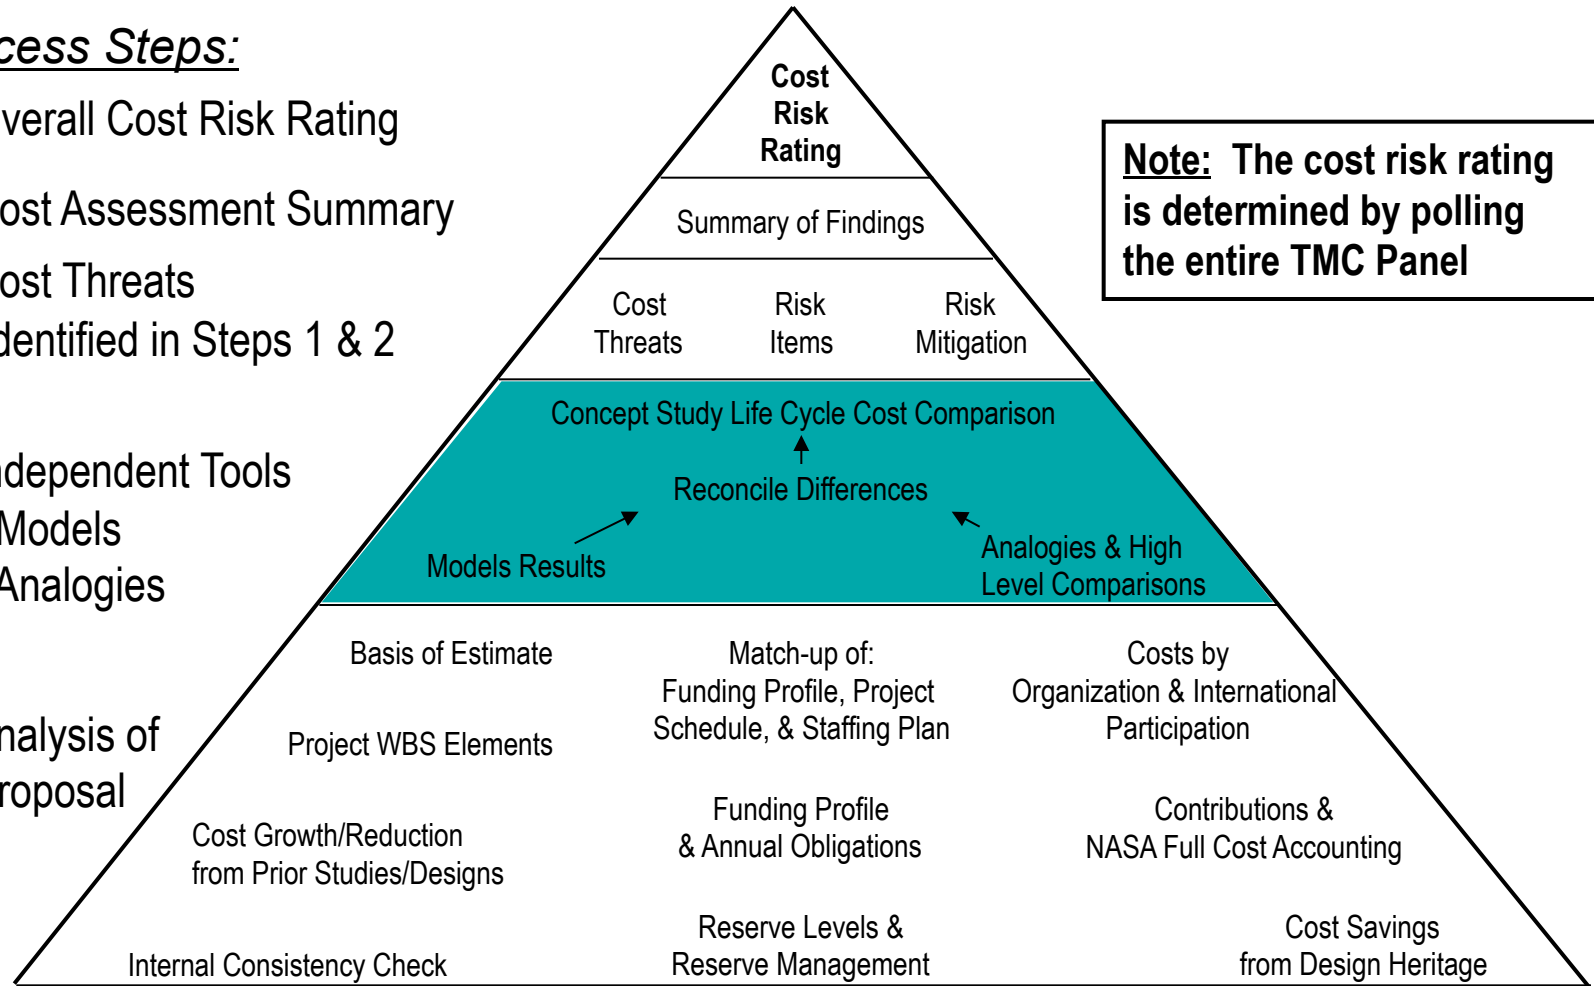 cess Steps:
verall Cost Risk Rating
ost Assessment Summary
ost Threats
dentified in Steps 1 & 2
ndependent Tools
Models
Analogies
nalysis of
roposal
Cost
Risk
Rating
Summary of Findings
Cost
Threats
Risk
Items
Risk
Mitigation
Concept Study Life Cycle Cost Comparison
Reconcile Differences
Models Results
Analogies & High
Level Comparisons
Basis of Estimate
Project WBS Elements
Cost Growth/Reduction
from Prior Studies/Designs
Internal Consistency Check
Match-up of:
Funding Profile, Project
Schedule, & Staffing Plan
Funding Profile
& Annual Obligations
Reserve Levels &
Reserve Management
Costs by
Organization & International
Participation
Contributions &
NASA Full Cost Accounting
Cost Savings
from Design Heritage
Note: The cost risk rating
is determined by polling
the entire TMC Panel